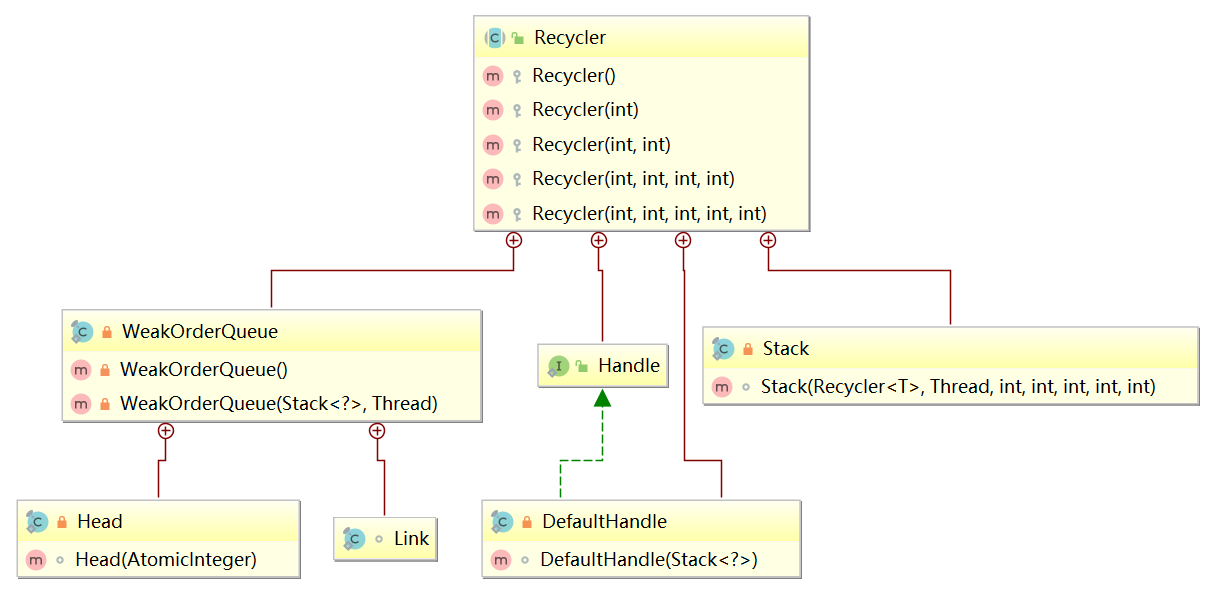 Recycler
Recycler()
Recycler(int)
Recycler(int, int)
Recycler(int, int, int, int)
Recycler(int, int, int, int, int)
WeakOrderQueue
WeakOrderQueue()
WeakOrderQueue(Stack<?>, Thread)
Handle
Stack
Stack(Recycler<T>, Thread, int, int, int, int, int)
Head
Head(AtomicInteger)
Link
DefaultHandle
DefaultHandle(Stack<?>)